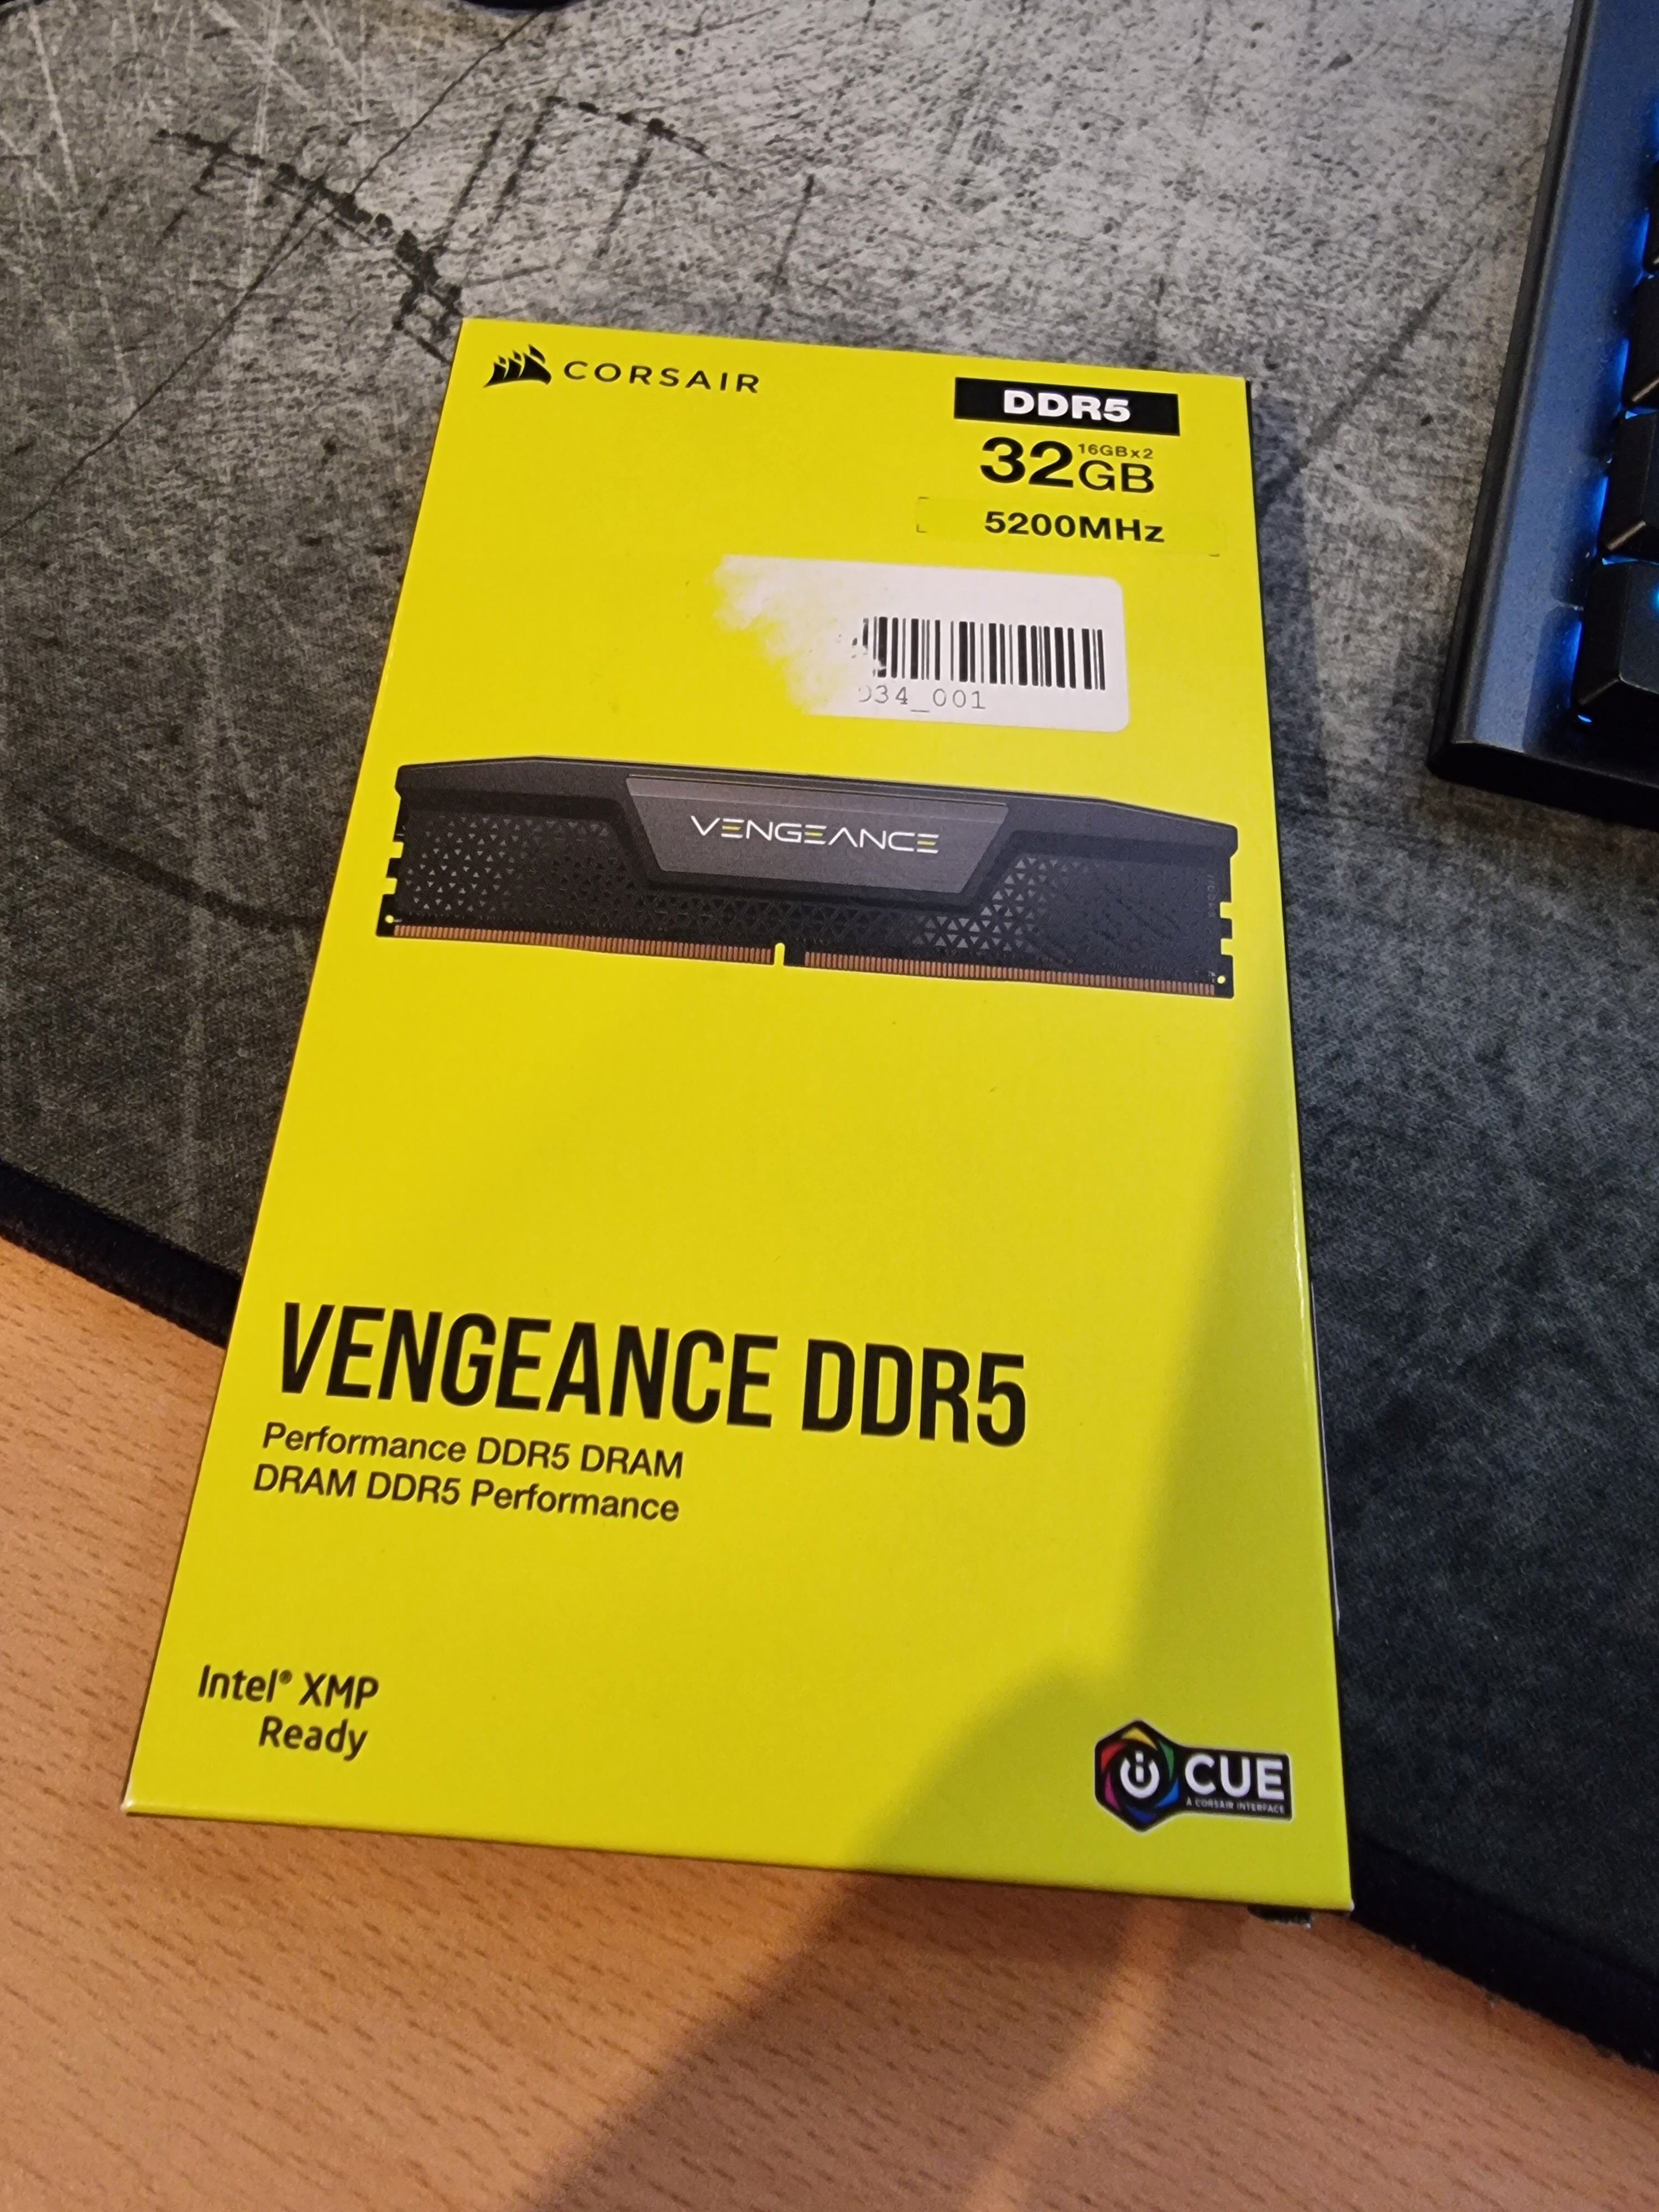 CORSAIR
DDR5
16GBx2
32GB
5200MHz
34_001
VENGEANCE
VENGEANCE DDR5
Performance DDR5 DRAM
DRAM DDR5 Performance
Intel® XMP
Ready
iCUE
A CORSAIR INTERFACE